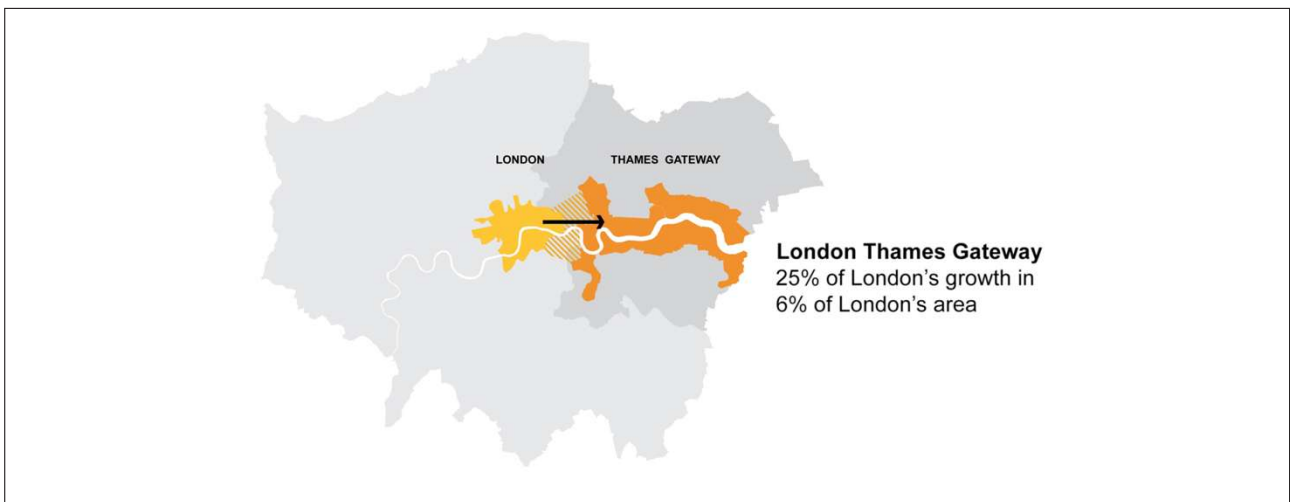 LONDON THAMES GATEWAY
London Thames Gateway
25% of London's growth in
6% of London's area